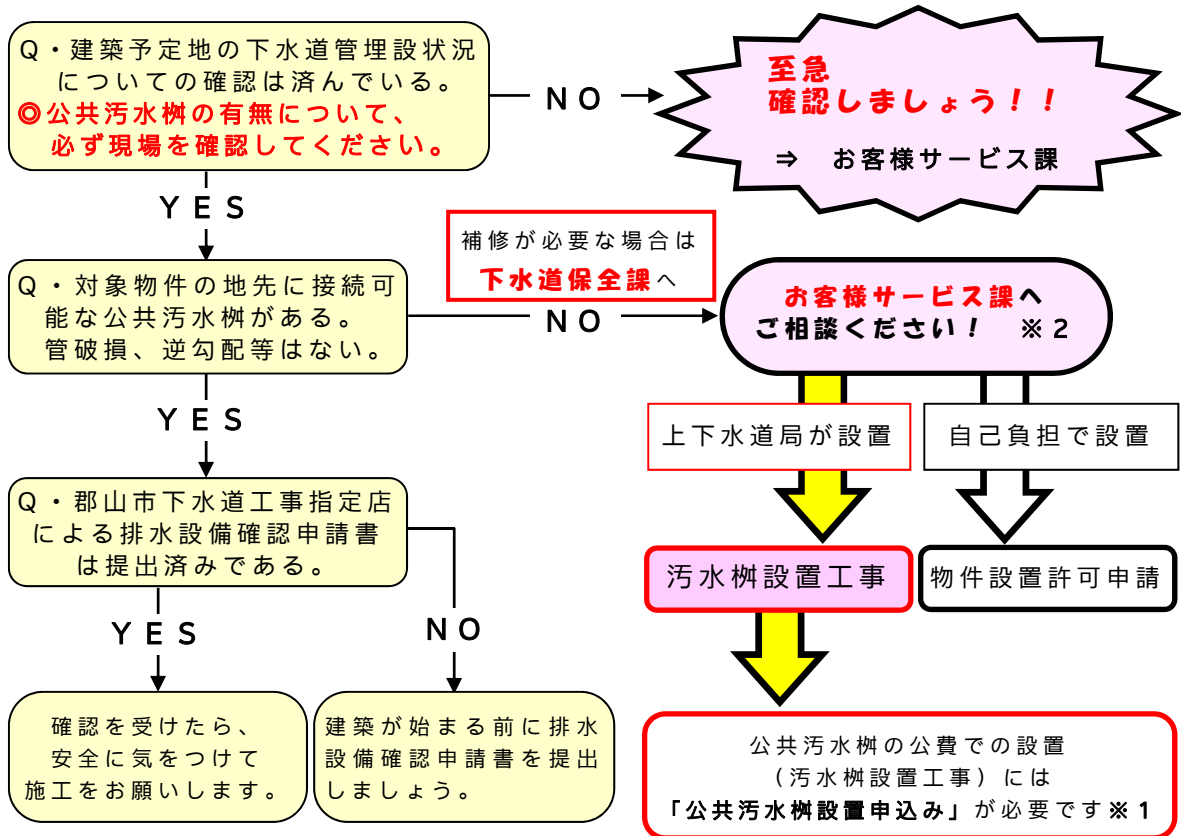 Q・建築予定地の下水道管埋設状況
についての確認は済んでいる。
◎公共汚水桝の有無について、
必ず現場を確認してください。
NO
至急
確認しましょう！！
⇒ お客様サービス課
YES
補修が必要な場合は
下水道保全課へ
Q・対象物件の地先に接続可
能な公共汚水桝がある。
管破損、逆勾配等はない。
NO
お客様サービス課へ
ご相談ください！ ※2
YES
上下水道局が設置
自己負担で設置
Q・郡山市下水道工事指定店
による排水設備確認申請書
は提出済みである。
汚水桝設置工事
物件設置許可申請
YES
NO
確認を受けたら、
安全に気をつけて
施工をお願いします。
建築が始まる前に排水
設備確認申請書を提出
しましょう。
公共汚水桝の公費での設置
（汚水桝設置工事）には
「公共汚水桝設置申込み」が必要です※1